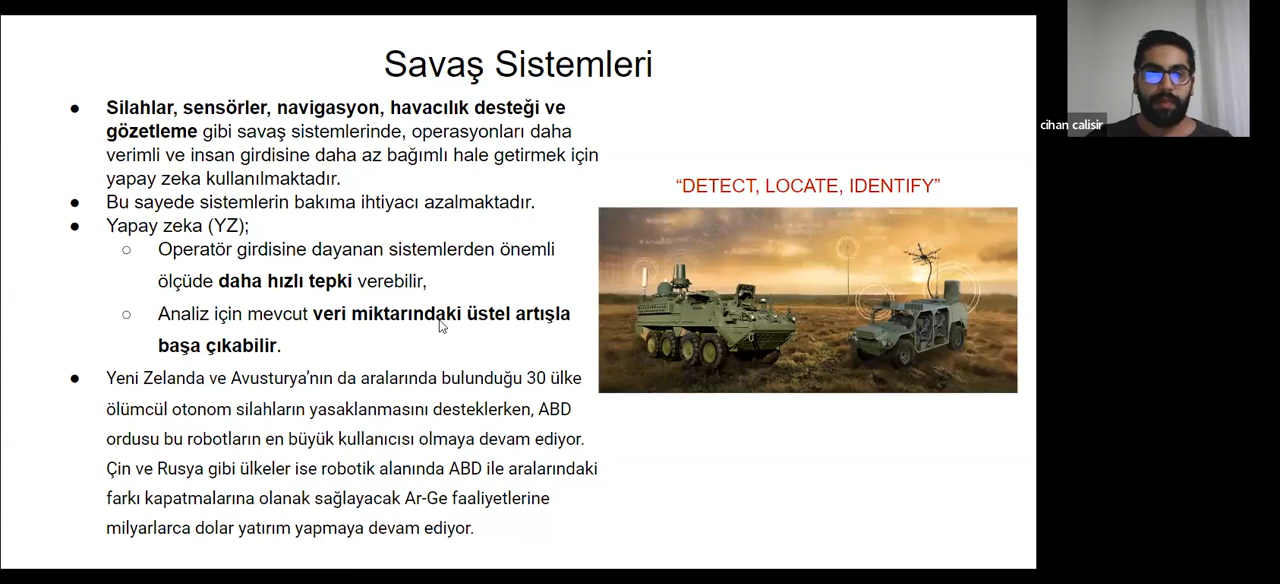 Savaş Sistemleri
● Silahlar, sensörler, navigasyon, havacılık desteği ve
gözetleme gibi savaş sistemlerinde, operasyonları daha
verimli ve insan girdisine daha az bağımlı hale getirmek için
yapay zeka kullanılmaktadır.
● Bu sayede sistemlerin bakıma ihtiyacı azalmaktadır.
● Yapay zeka (YZ);
○ Operatör girdisine dayanan sistemlerden önemli
ölçüde daha hızlı tepki verebilir,
○ Analiz için mevcut veri miktarındaki üstel artışla
başa çıkabilir.
● Yeni Zelanda ve Avusturya’nın da aralarında bulunduğu 30 ülke
ölümcül otonom silahların yasaklanmasını desteklerken, ABD
ordusu bu robotların en büyük kullanıcısı olmaya devam ediyor.
Çin ve Rusya gibi ülkeler ise robotik alanında ABD ile aralarındaki
farkı kapatmalarına olanak sağlayacak Ar-Ge faaliyetlerine
milyarlarca dolar yatırım yapmaya devam ediyor.
“DETECT, LOCATE, IDENTIFY”
cihan calisir